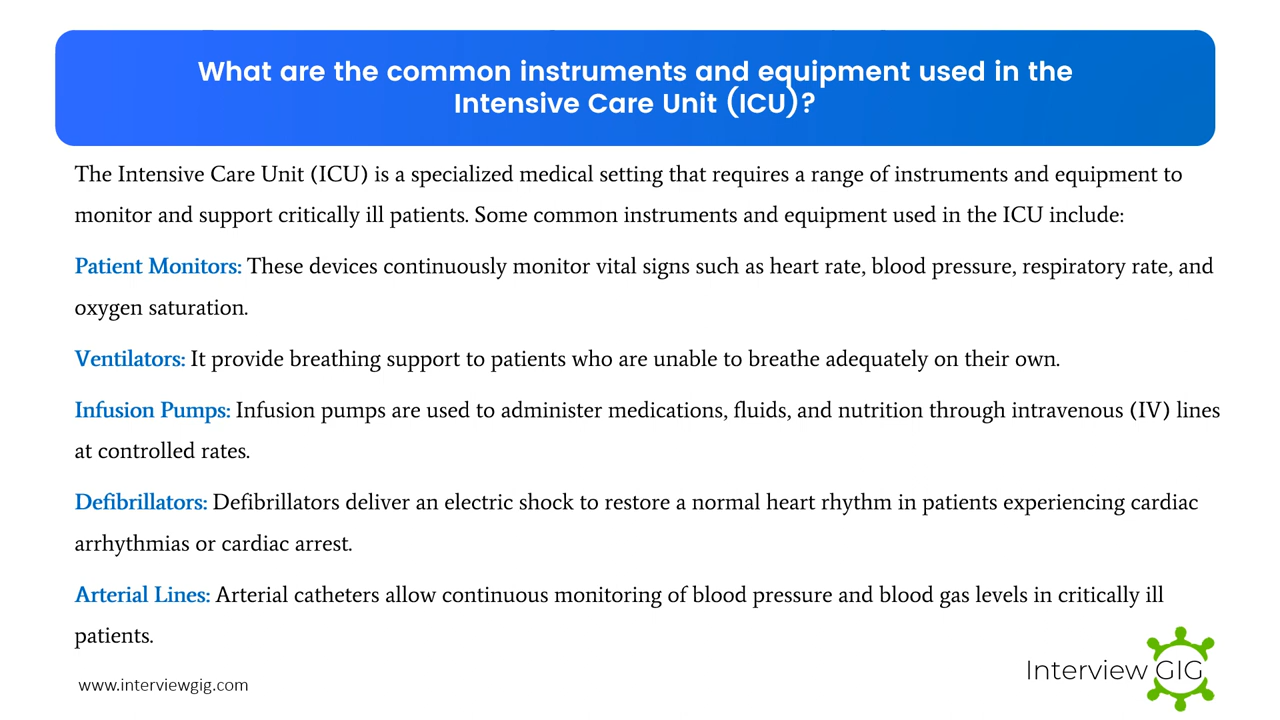 What are the common instruments and equipment used in the
Intensive Care Unit (ICU)?
The Intensive Care Unit (ICU) is a specialized medical setting that requires a range of instruments and equipment to
monitor and support critically ill patients. Some common instruments and equipment used in the ICU include:
Patient Monitors: These devices continuously monitor vital signs such as heart rate, blood pressure, respiratory rate, and
oxygen saturation.
Ventilators: It provide breathing support to patients who are unable to breathe adequately on their own.
Infusion Pumps: Infusion pumps are used to administer medications, fluids, and nutrition through intravenous (IV) lines
at controlled rates.
Defibrillators: Defibrillators deliver an electric shock to restore a normal heart rhythm in patients experiencing cardiac
arrhythmias or cardiac arrest.
Arterial Lines: Arterial catheters allow continuous monitoring of blood pressure and blood gas levels in critically ill
patients.
www.interviewgig.com
Interview GIG